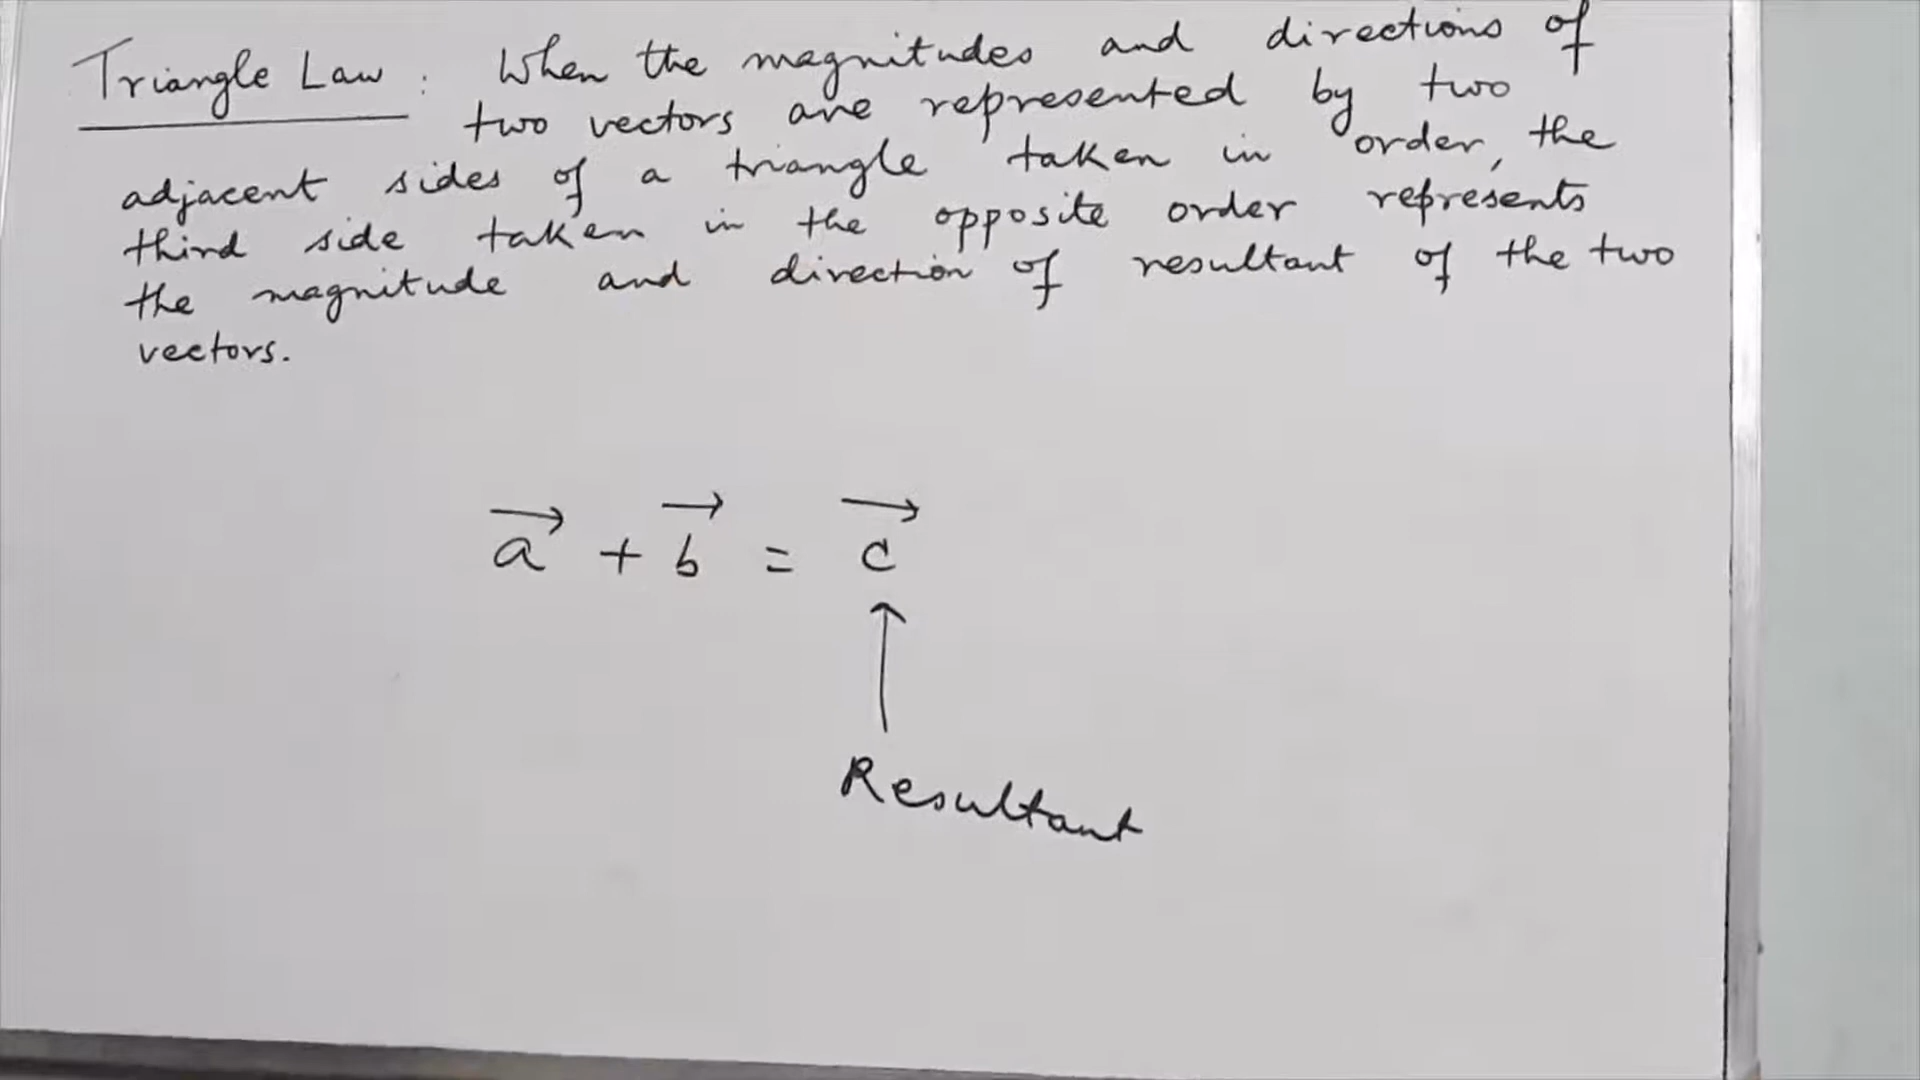 Triangle Law : When the magnitudes and directions of
two vectors are represented by two
adjacent sides of a triangle taken in order, the
third side taken in the opposite order represents
the magnitude and direction of resultant of the two
vectors.
→ → →
a + b = c
↑
Resultant